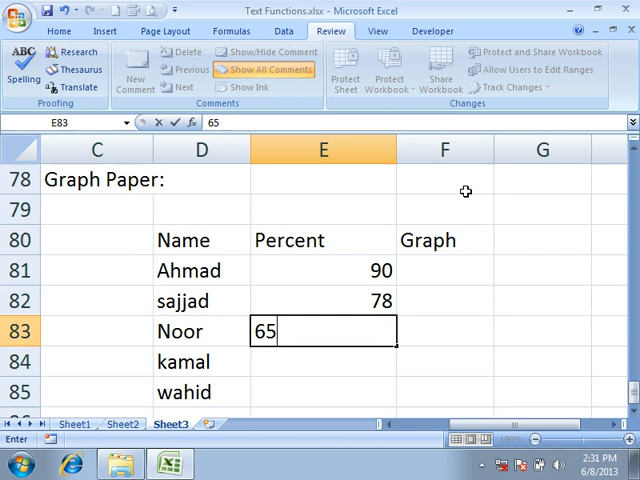 Text Functions.xlsx - Microsoft Excel
Home Insert Page Layout Formulas Data Review View Developer
ABC Spelling Research Thesaurus Translate Proofing
New Comment Delete Previous Next Show/Hide Comment Show All Comments Show Ink Comments
Protect Sheet Protect Workbook Share Workbook Protect and Share Workbook Allow Users to Edit Ranges Track Changes Changes
E83 65
C D E F G
78 Graph Paper:
79
80 Name Percent Graph
81 Ahmad 90
82 sajjad 78
83 Noor 65
84 kamal
85 wahid
86
Sheet1 Sheet2 Sheet3
Enter 190%
2:31 PM
6/8/2013